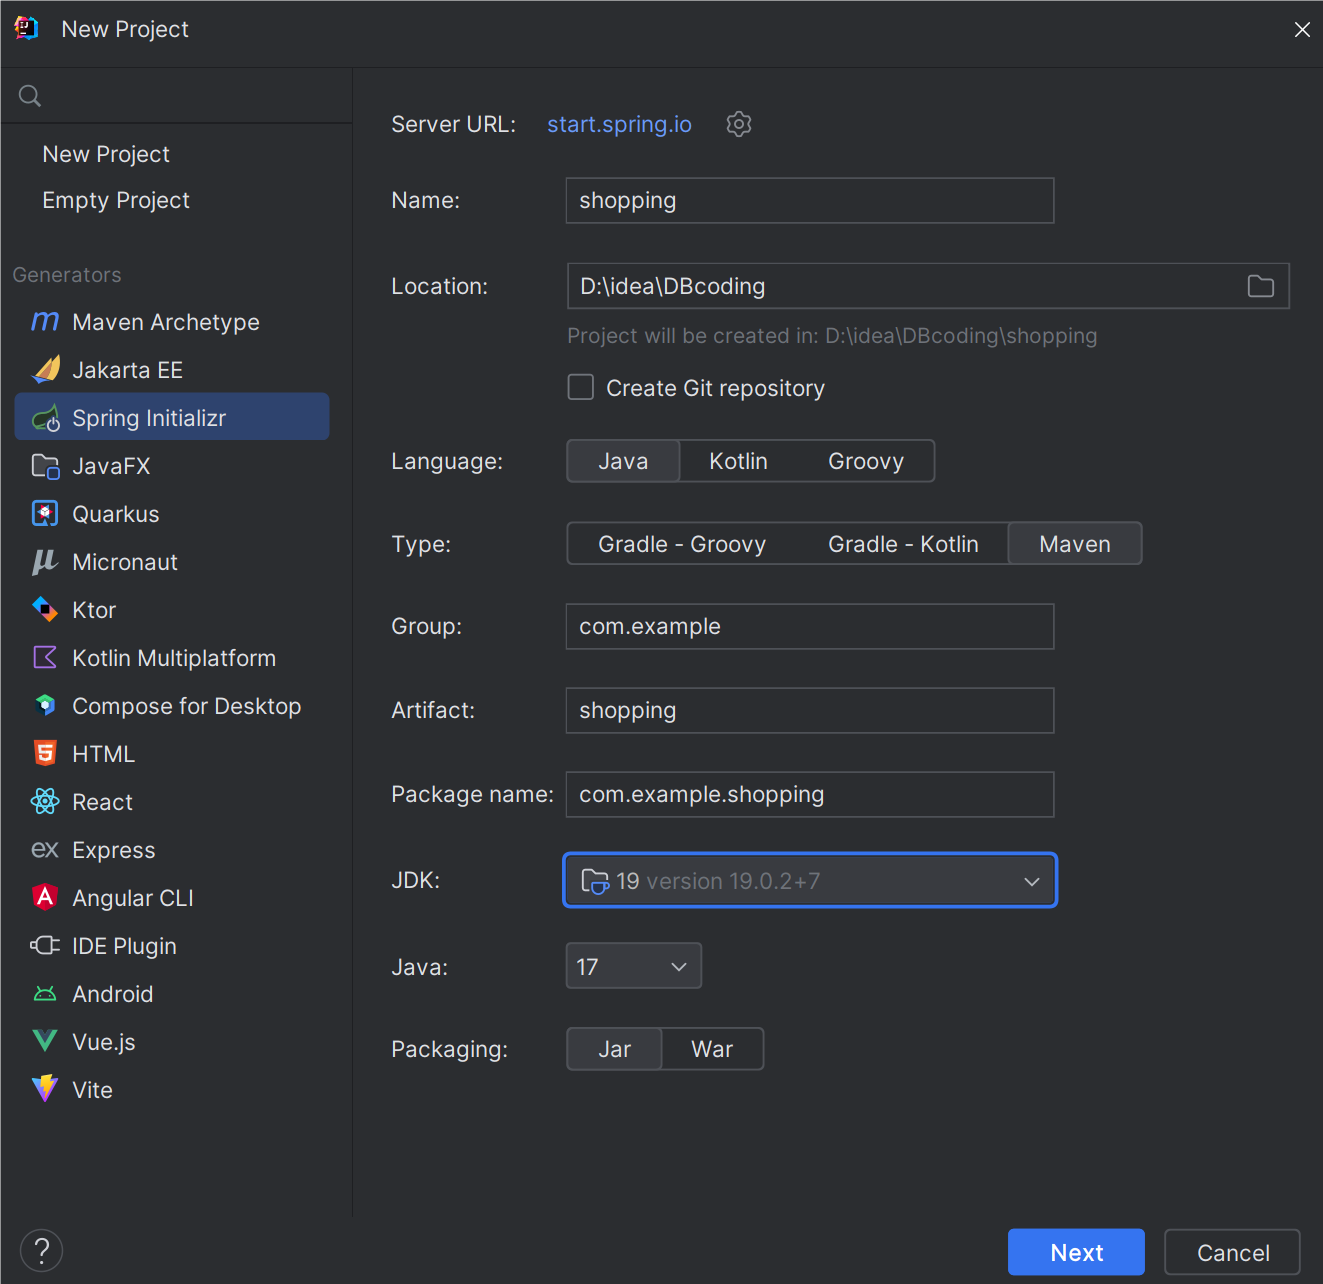 New Project
New Project
Empty Project
Generators
Maven Archetype
Jakarta EE
Spring Initializr
JavaFX
Quarkus
Micronaut
Ktor
Kotlin Multiplatform
Compose for Desktop
HTML
React
Express
Angular CLI
IDE Plugin
Android
Vue.js
Vite
Server URL: start.spring.io
Name: shopping
Location: D:\idea\DBcoding
Project will be created in: D:\idea\DBcoding\shopping
Create Git repository
Language: Java Kotlin Groovy
Type: Gradle - Groovy Gradle - Kotlin Maven
Group: com.example
Artifact: shopping
Package name: com.example.shopping
JDK: 19 version 19.0.2+7
Java: 17
Packaging: Jar War
? Next Cancel